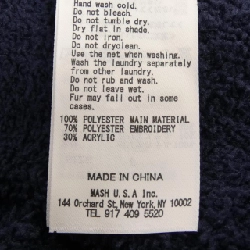 Hand wash cold.
Do not bleach.
Do not tumble dry.
Dry flat in shade.
Do not iron.
Do not dryclean.
Use the net when washing.
Wash the laundry separately
from other laundry.
Do not rub and wash.
Do not leave wet.
Fur may fall out in some
cases.
100% POLYESTER MAIN MATERIAL
70% POLYESTER EMBROIDERY
30% ACRYLIC
MADE IN CHINA
MASH U.S.A Inc.
144 Orchard St, New York, NY 10002
TEL 917 409 5520